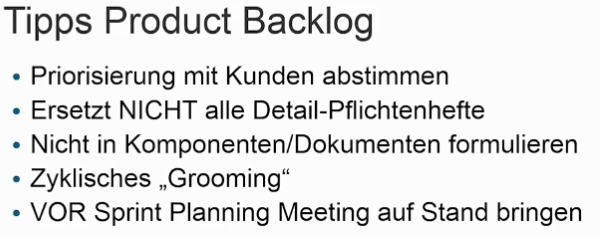 Tipps Product Backlog
• Priorisierung mit Kunden abstimmen
• Ersetzt NICHT alle Detail-Pflichtenhefte
• Nicht in Komponenten/Dokumenten formulieren
• Zyklisches „Grooming“
• VOR Sprint Planning Meeting auf Stand bringen